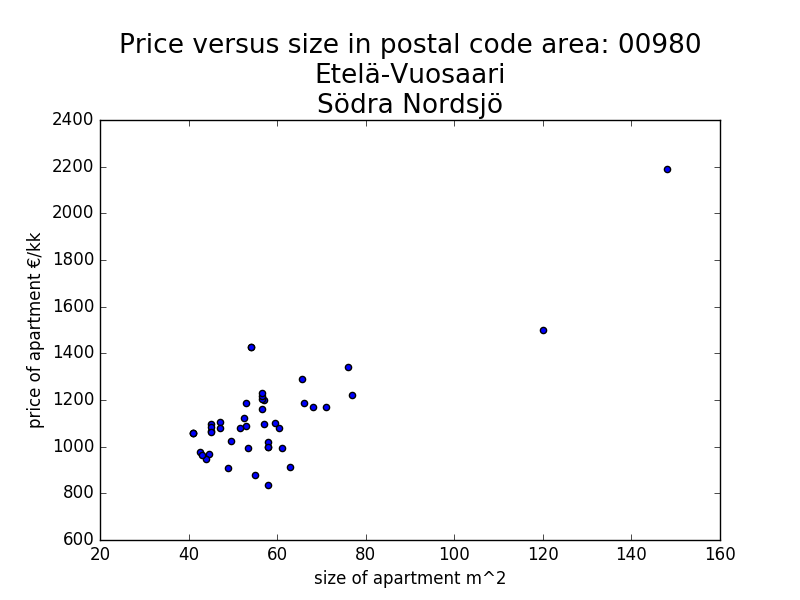 Price versus size in postal code area: 00980
Etelä-Vuosaari
Södra Nordsjö
2400
2200
2000
1800
1600
1400
1200
1000
800
600
price of apartment €/kk
20 40 60 80 100 120 140 160
size of apartment m^2